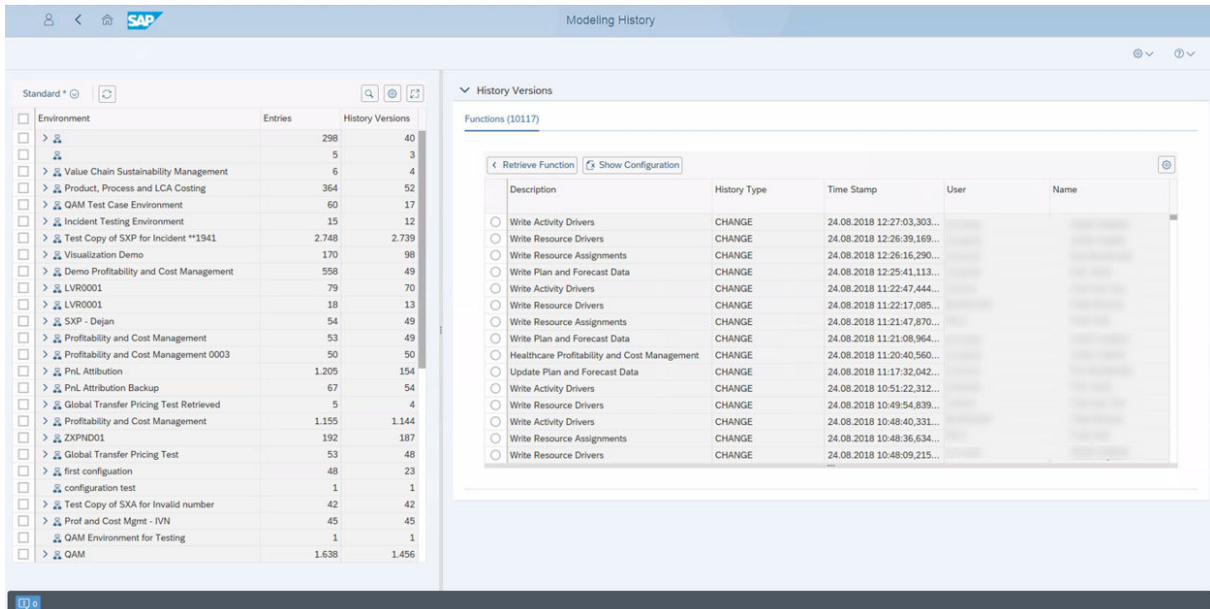 SAP
Modeling History
Standard *
Environment Entries History Versions
298 40
5 3
Value Chain Sustainability Management 6 4
Product, Process and LCA Costing 364 52
QAM Test Case Environment 60 17
Incident Testing Environment 15 12
Test Copy of SXP for Incident **1941 2.748 2.739
Visualization Demo 170 98
Demo Profitability and Cost Management 558 49
LVR0001 79 70
LVR0001 18 13
SXP - Dejan 54 49
Profitability and Cost Management 53 49
Profitability and Cost Management 0003 50 50
PnL Attibution 1.205 154
PnL Attribution Backup 67 54
Global Transfer Pricing Test Retrieved 5 4
Profitability and Cost Management 1.155 1.144
ZXPND01 192 187
Global Transfer Pricing Test 53 48
first configuation 48 23
configuration test 1 1
Test Copy of SXA for Invalid number 42 42
Prof and Cost Mgmt - IVN 45 45
QAM Environment for Testing 1 1
QAM 1.638 1.456
0
History Versions
Functions (10117)
Retrieve Function Show Configuration
Description History Type Time Stamp User Name
Write Activity Drivers CHANGE 24.08.2018 12:27:03,303...
Write Resource Drivers CHANGE 24.08.2018 12:26:39,169...
Write Resource Assignments CHANGE 24.08.2018 12:26:16,290...
Write Plan and Forecast Data CHANGE 24.08.2018 12:25:41,113...
Write Activity Drivers CHANGE 24.08.2018 11:22:47,444...
Write Resource Drivers CHANGE 24.08.2018 11:22:17,085...
Write Resource Assignments CHANGE 24.08.2018 11:21:47,870...
Write Plan and Forecast Data CHANGE 24.08.2018 11:21:08,964...
Healthcare Profitability and Cost Management CHANGE 24.08.2018 11:20:40,560...
Update Plan and Forecast Data CHANGE 24.08.2018 11:17:32,042...
Write Activity Drivers CHANGE 24.08.2018 10:51:22,312...
Write Resource Drivers CHANGE 24.08.2018 10:49:54,839...
Write Activity Drivers CHANGE 24.08.2018 10:48:40,331...
Write Resource Assignments CHANGE 24.08.2018 10:48:36,634...
Write Resource Drivers CHANGE 24.08.2018 10:48:09,215...